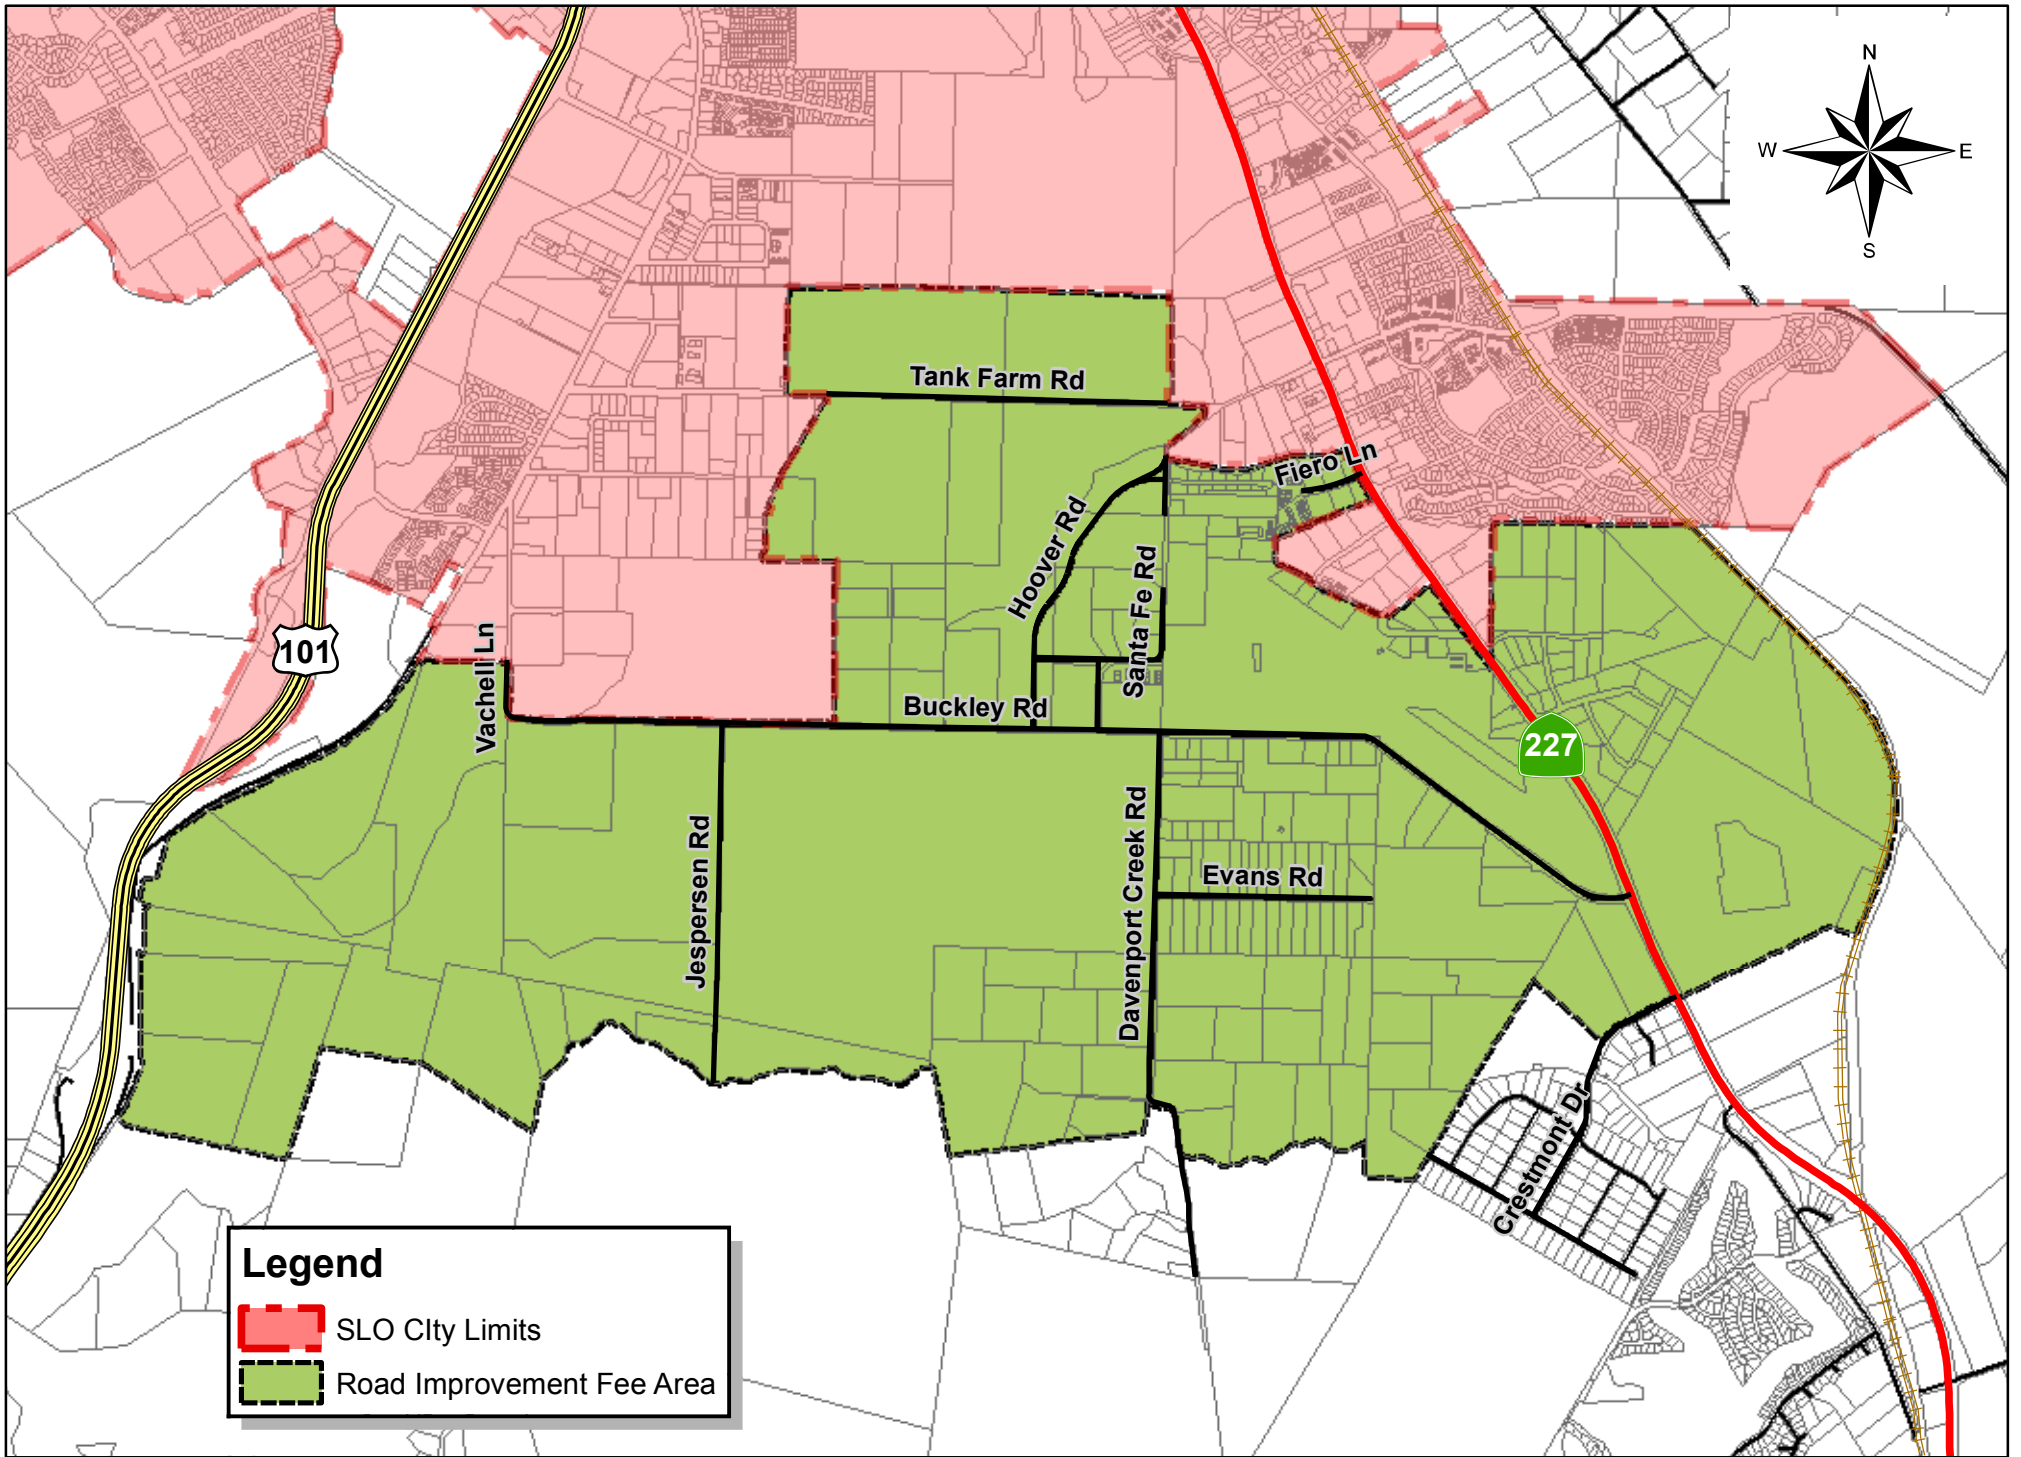 N
W
E
S
Tank Farm Rd
Fiero Ln
Hoover Rd
Santa Fe Rd
101
Vachell Ln
Buckley Rd
227
Jespersen Rd
Davenport Creek Rd
Evans Rd
Crestmont Dr
Legend
SLO CIty Limits
Road Improvement Fee Area